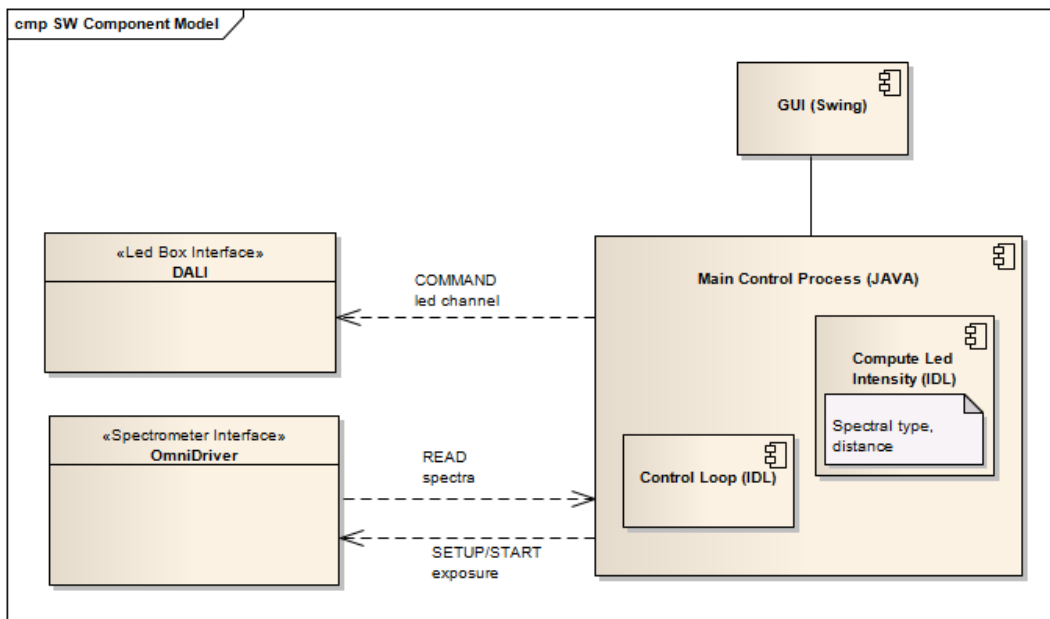 cmp SW Component Model
GUI (Swing)
«Led Box Interface»
DALI
COMMAND
led channel
Main Control Process (JAVA)
Compute Led
Intensity (IDL)
Spectral type,
distance
«Spectrometer Interface»
OmniDriver
READ
spectra
Control Loop (IDL)
SETUP/START
exposure